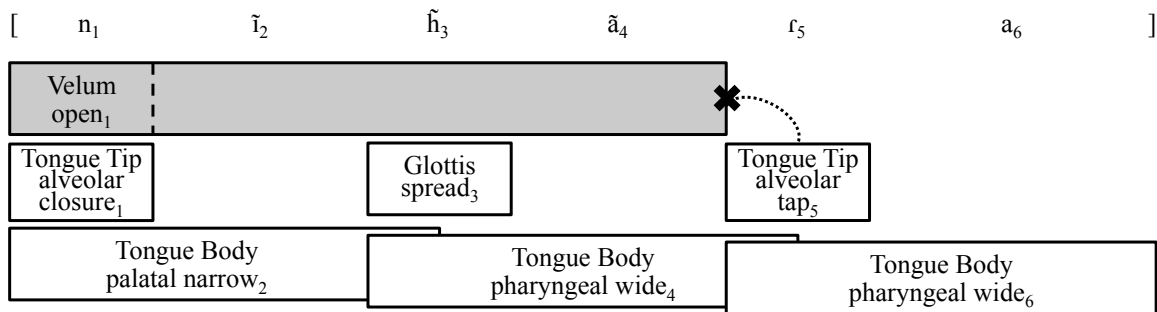 [ n₁ ĩ₂ h̃₃ ã₄ ɾ₅ a₆ ]
Velum
open₁
Tongue Tip
alveolar
closure₁
Glottis
spread₃
Tongue Tip
alveolar
tap₅
Tongue Body
palatal narrow₂
Tongue Body
pharyngeal wide₄
Tongue Body
pharyngeal wide₆